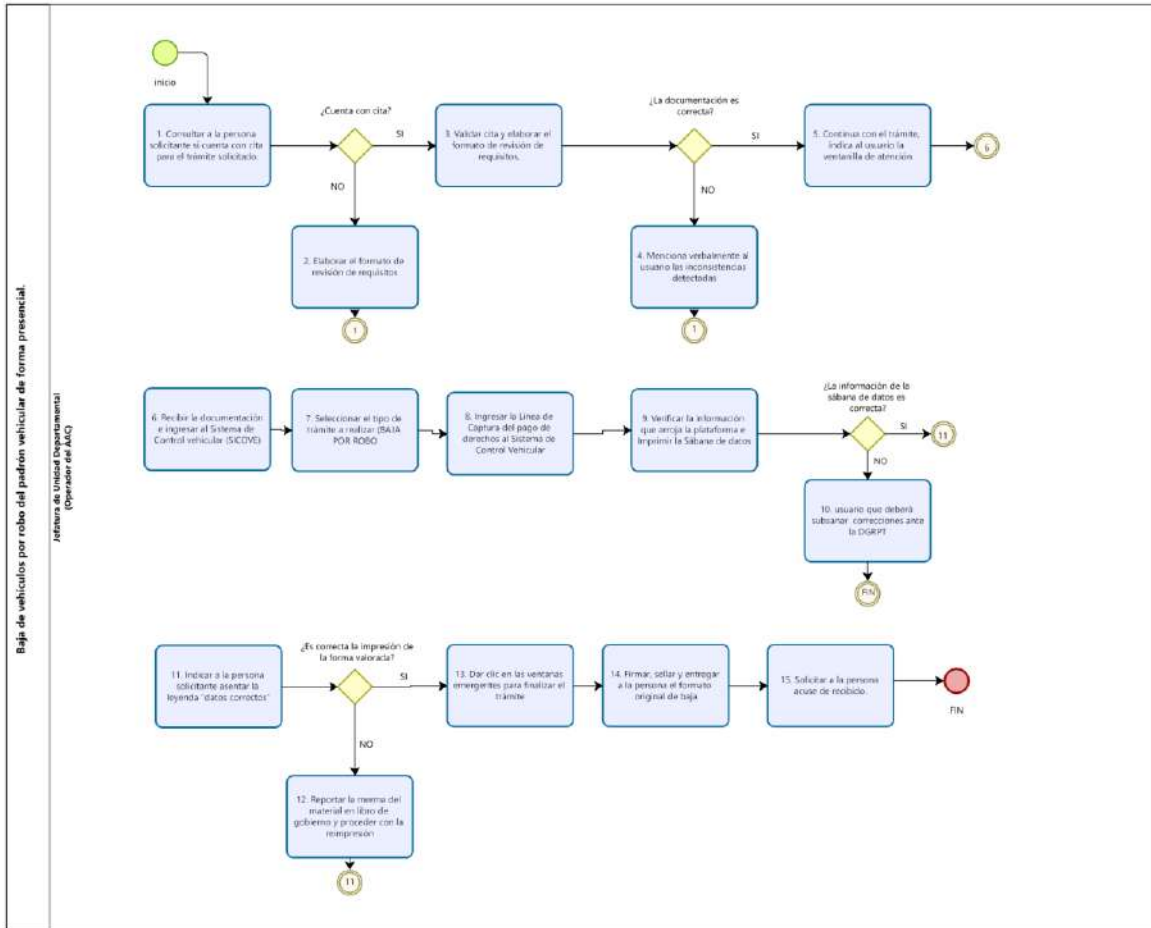 Baja de vehículos por robo del padrón vehicular de forma presencial.
Jefatura de Unidad Departamental
(Operador del AAC)
inicio
1. Consultar a la persona
solicitante si cuenta con cita
para el trámite solicitado.
¿Cuenta con cita?
SI
NO
2. Elaborar el formato de
revisión de requisitos
1
3. Validar cita y elaborar el
formato de revisión de
requisitos.
¿La documentación es
correcta?
SI
NO
4. Menciona verbalmente al
usuario las inconsistencias
detectadas
1
5. Continua con el trámite,
indica al usuario la
ventanilla de atención
6
6. Recibir la documentación
e ingresar al Sistema de
Control vehicular (SICOVE)
7. Seleccionar el tipo de
trámite a realizar (BAJA
POR ROBO
8. Ingresar la Línea de
Captura del pago de
derechos al Sistema de
Control Vehicular
9. Verificar la información
que arroja la plataforma e
Imprimir la Sábana de datos
¿La información de la
sábana de datos es
correcta?
SI
11
NO
10. usuario que deberá
subsanar correcciones ante
la DGRPT
FIN
11. Indicar a la persona
solicitante asentar la
leyenda "datos correctos"
¿Es correcta la impresión de
la forma valorada?
SI
NO
12. Reportar la merma del
material en libro de
gobierno y proceder con la
reimpresión
11
13. Dar clic en las ventanas
emergentes para finalizar el
trámite
14. Firmar, sellar y entregar
a la persona el formato
original de baja
15. Solicitar a la persona
acuse de recibido.
FIN